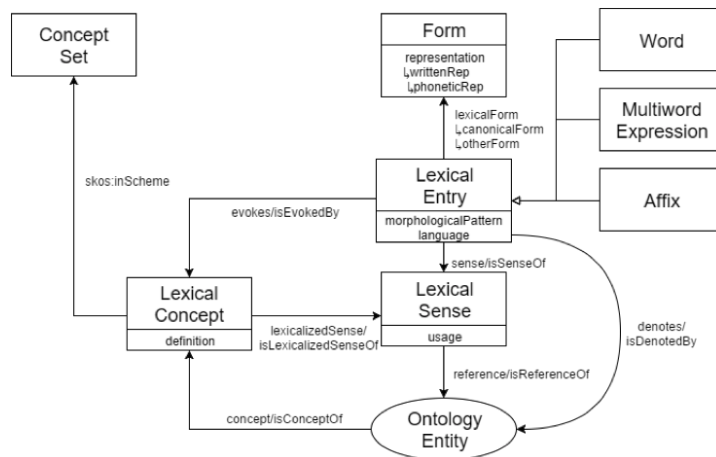 Concept
Set
Form
representation
↳writtenRep
↳phoneticRep
Word
lexicalForm
↳canonicalForm
↳otherForm
Multiword
Expression
skos:inScheme
Lexical
Entry
morphologicalPattern
language
Affix
evokes/isEvokedBy
sense/isSenseOf
Lexical
Concept
definition
lexicalizedSense/
isLexicalizedSenseOf
Lexical
Sense
usage
denotes/
isDenotedBy
reference/isReferenceOf
concept/isConceptOf
Ontology
Entity